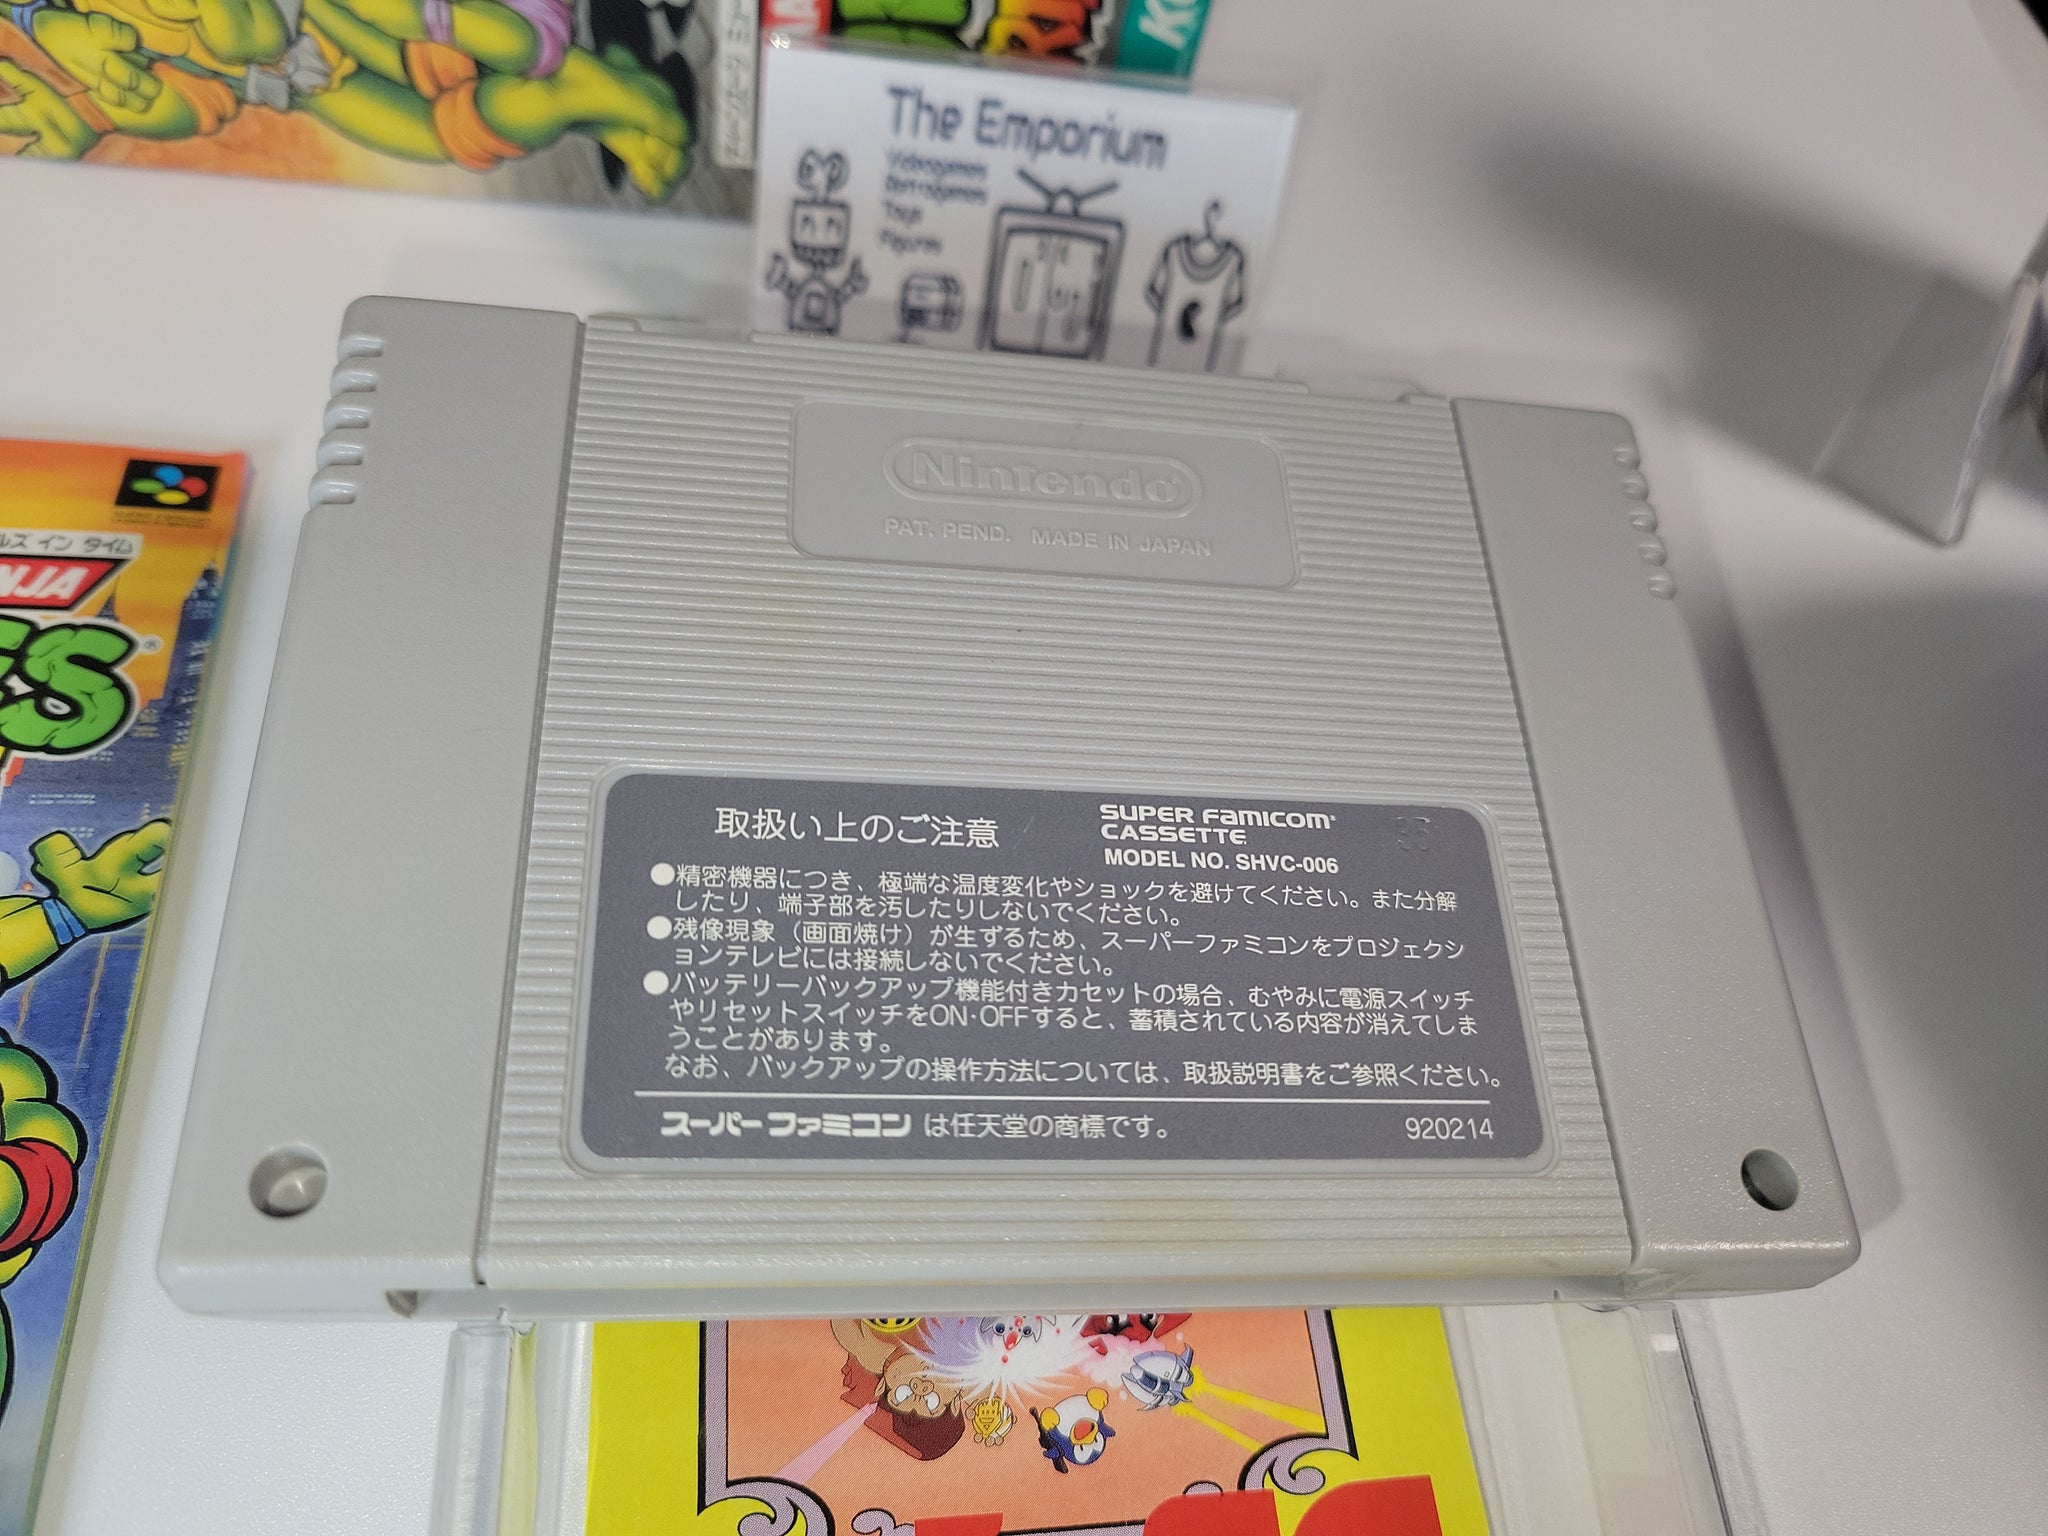 The Emporium
Videogames
Retrogames
Toys
Figures
ルズ イン タイム
NJA
Nintendo
PAT. PEND. MADE IN JAPAN
取扱い上のご注意
SUPER FAMICOM
CASSETTE
MODEL NO. SHVC-006
●精密機器につき、極端な温度変化やショックを避けてください。また分解
したり、端子部を汚したりしないでください。
●残像現象（画面焼け）が生ずるため、スーパーファミコンをプロジェクシ
ョンテレビには接続しないでください。
●バッテリーバックアップ機能付きカセットの場合、むやみに電源スイッチ
やリセットスイッチをON·OFFすると、蓄積されている内容が消えてしま
うことがあります。
なお、バックアップの操作方法については、取扱説明書をご参照ください。
スーパーファミコン は任天堂の商標です。
920214